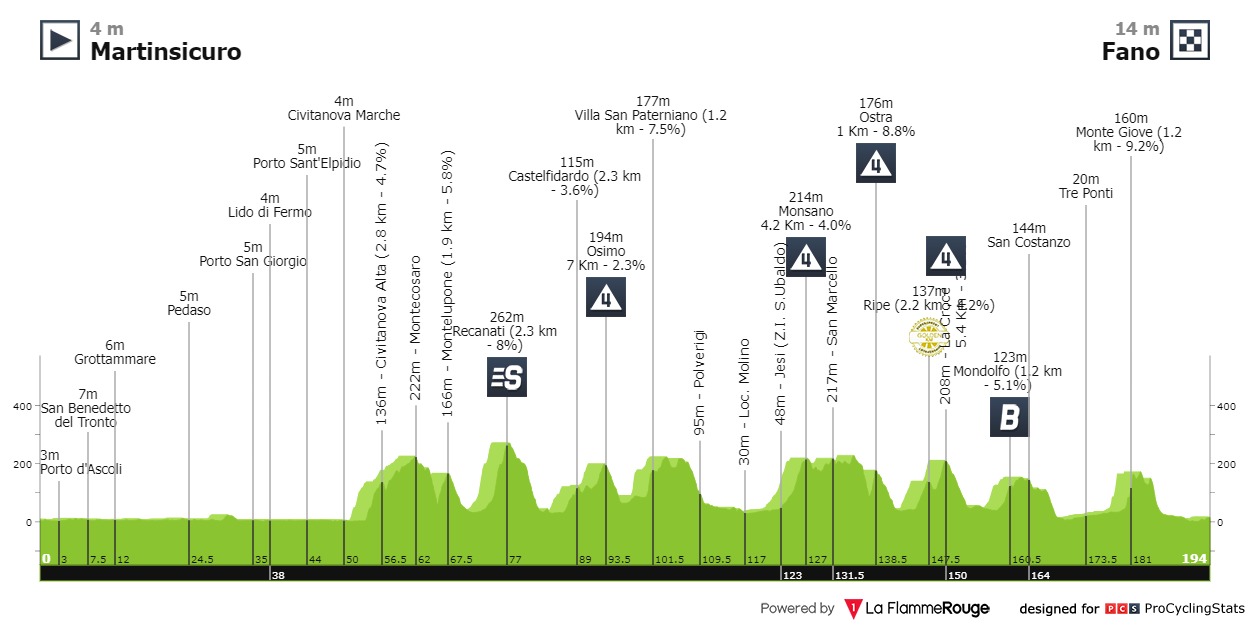 4 m
Martinsicuro
14 m
Fano
4m
Civitanova Marche
5m
Porto Sant'Elpidio
4m
Lido di Fermo
5m
Porto San Giorgio
5m
Pedaso
6m
Grottammare
7m
San Benedetto
del Tronto
3m
Porto d'Ascoli
136m - Civitanova Alta (2.8 km - 4.7%)
222m - Montecosaro
166m - Montelupone (1.9 km - 5.8%)
262m
Recanati (2.3 km
- 8%)
S
115m
Castelfidardo (2.3 km
- 3.6%)
194m
Osimo
7 Km - 2.3%
4
177m
Villa San Paterniano (1.2
km - 7.5%)
95m - Polverigi
30m - Loc. Molino
48m - Jesi (Z.I. S.Ubaldo)
214m
Monsano
4.2 Km - 4.0%
4
217m - San Marcello
176m
Ostra
1 Km - 8.8%
4
137m
Ripe (2.2 km - 4.2%)
GOLDEN
KM
4
208m - La Croce
5.4 Km - 3
123m
Mondolfo (1.2 km
- 5.1%)
B
144m
San Costanzo
20m
Tre Ponti
160m
Monte Giove (1.2
km - 9.2%)
400
200
0
400
200
0
0 3 7.5 12 24.5 35 44 50 56.5 62 67.5 77 89 93.5 101.5 109.5 117 127 138.5 147.5 160.5 173.5 181 194
38 123 131.5 150 164
Powered by La FlammeRouge designed for PCS ProCyclingStats